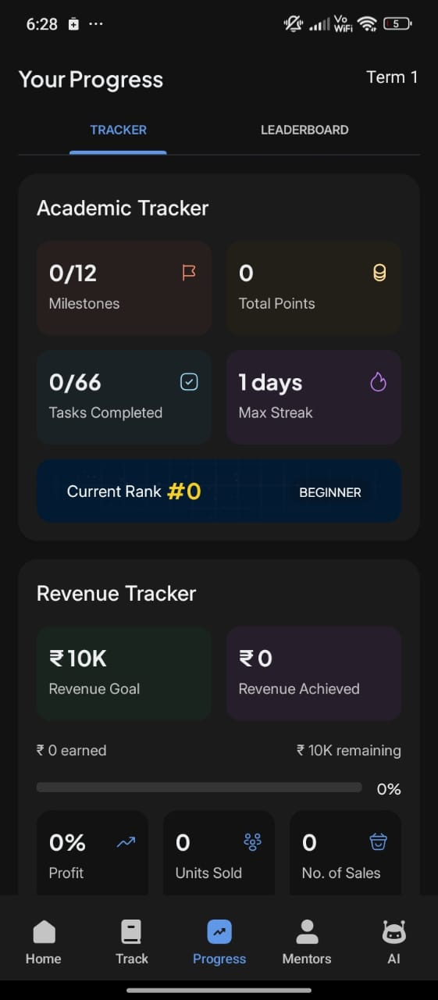 6:28 ... Vo WiFi 5
Your Progress Term 1
TRACKER LEADERBOARD
Academic Tracker
0/12 0
Milestones Total Points
0/66 1 days
Tasks Completed Max Streak
Current Rank #0 BEGINNER
Revenue Tracker
₹ 10K ₹ 0
Revenue Goal Revenue Achieved
₹ 0 earned ₹ 10K remaining
0%
0% 0 0
Profit Units Sold No. of Sales
Home Track Progress Mentors AI